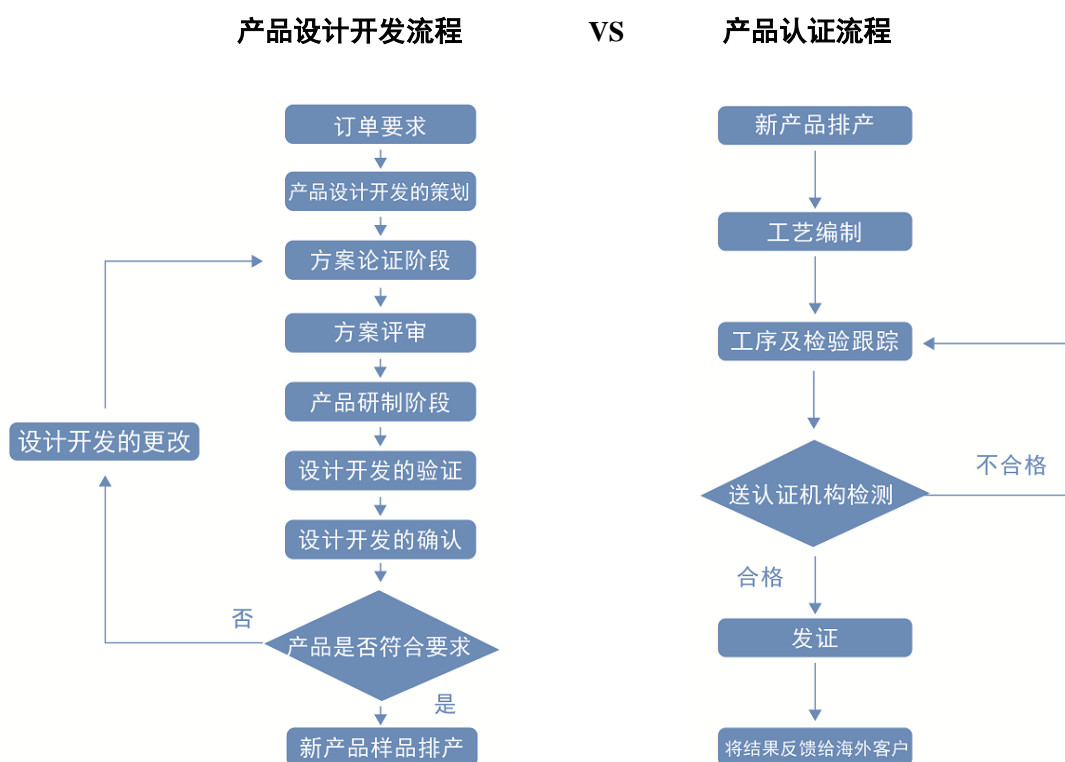 产品设计开发流程 VS 产品认证流程
订单要求
产品设计开发的策划
方案论证阶段
方案评审
产品研制阶段
设计开发的更改
设计开发的验证
设计开发的确认
否
产品是否符合要求
是
新产品样品排产
新产品排产
工艺编制
工序及检验跟踪
不合格
送认证机构检测
合格
发证
将结果反馈给海外客户